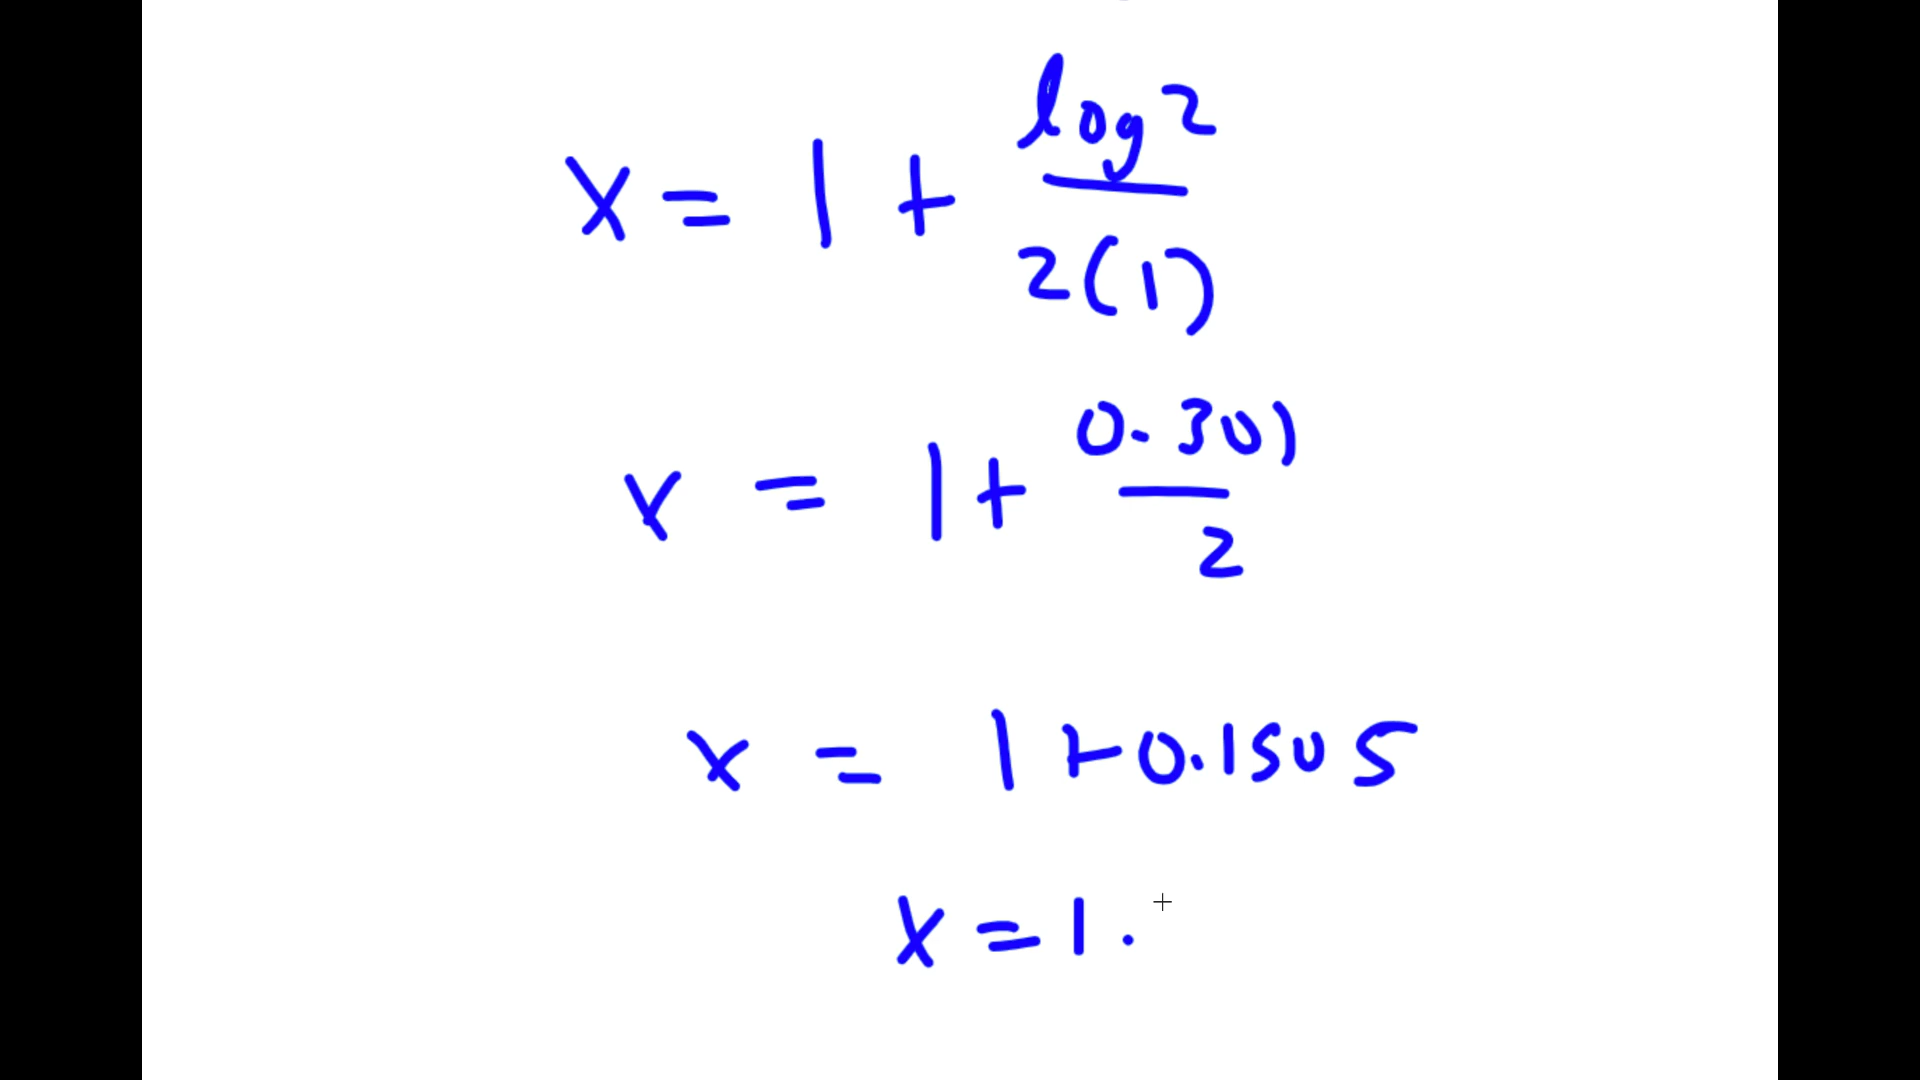 x = 1 + log 2 / 2(1)
x = 1 + 0.301 / 2
x = 1 + 0.1505
x = 1.